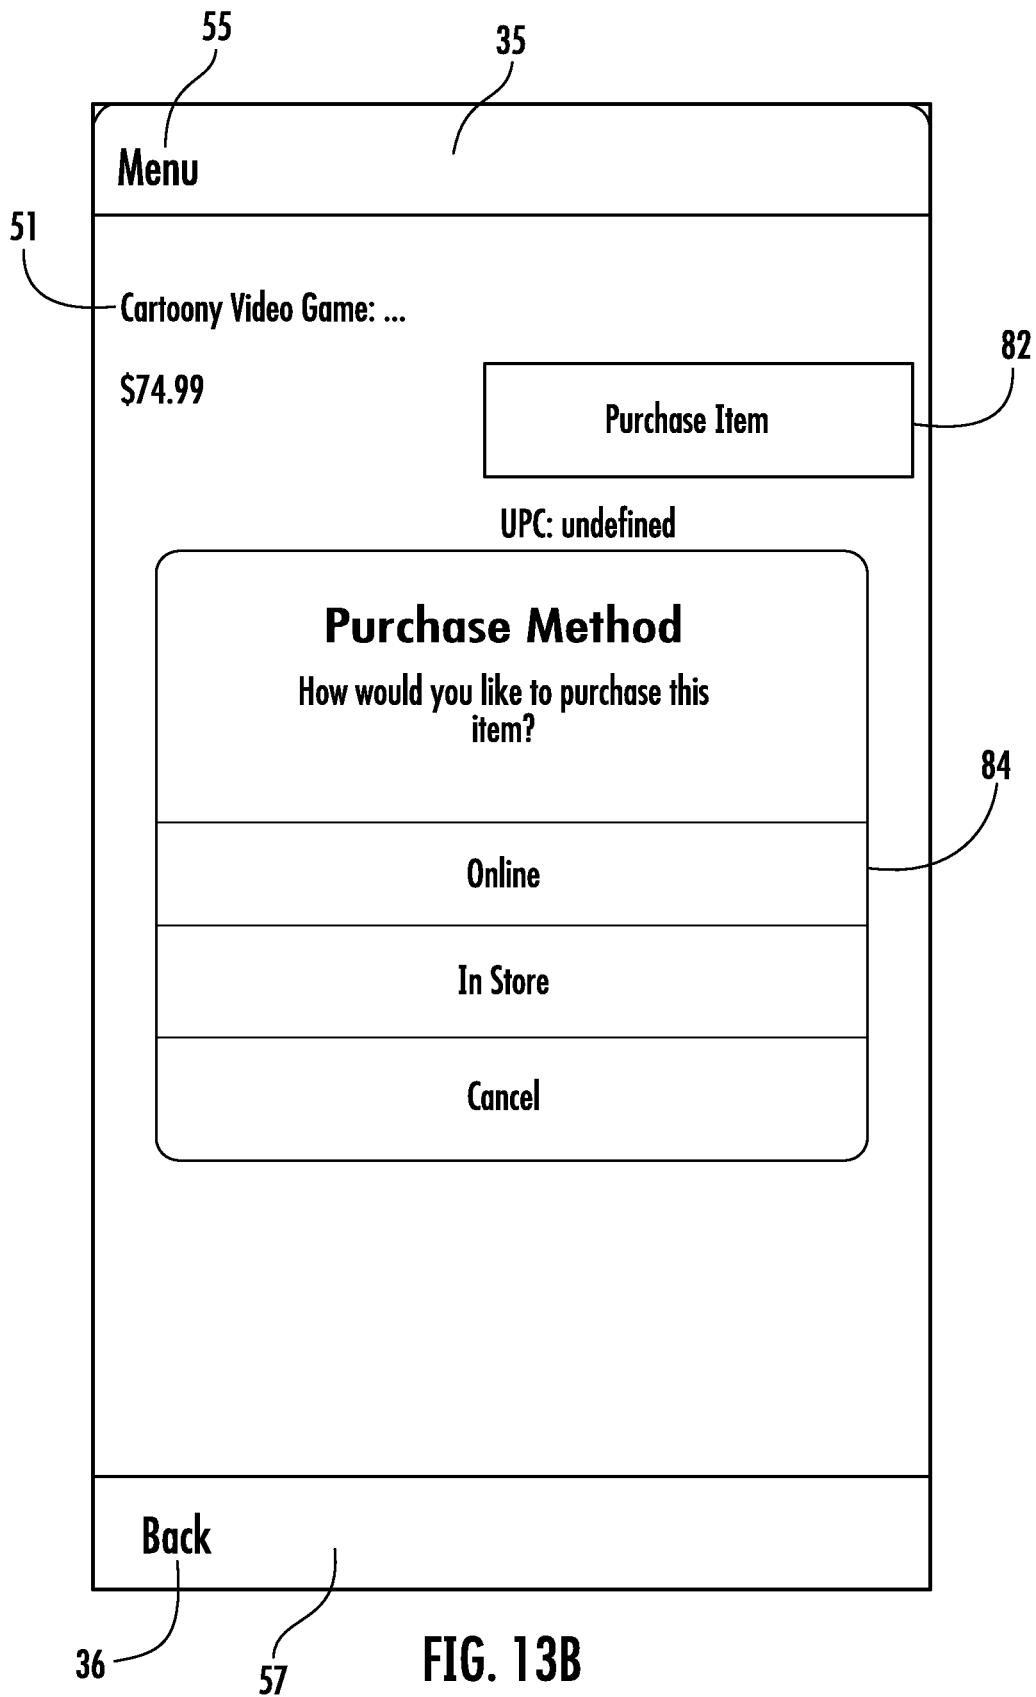 55
35
Menu
51
Cartoony Video Game: ...
82
$74.99
Purchase Item
UPC: undefined
Purchase Method
How would you like to purchase this
item?
84
Online
In Store
Cancel
Back
36
57
FIG. 13B